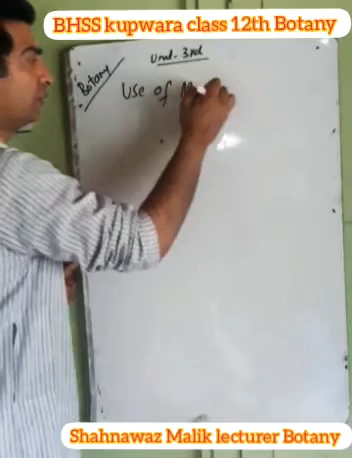 BHSS kupwara class 12th Botany
Unit-3rd
Botany
Use of
Shahnawaz Malik lecturer Botany